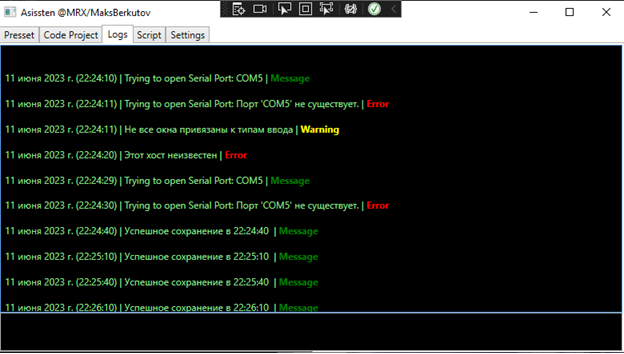 Asissten @MRX/MaksBerkutov
Presset Code Project Logs Script Settings
11 июня 2023 г. (22:24:10) | Trying to open Serial Port: COM5 | Message
11 июня 2023 г. (22:24:11) | Trying to open Serial Port: Порт 'COM5' не существует. | Error
11 июня 2023 г. (22:24:11) | Не все окна привязаны к типам ввода | Warning
11 июня 2023 г. (22:24:20) | Этот хост неизвестен | Error
11 июня 2023 г. (22:24:29) | Trying to open Serial Port: COM5 | Message
11 июня 2023 г. (22:24:30) | Trying to open Serial Port: Порт 'COM5' не существует. | Error
11 июня 2023 г. (22:24:40) | Успешное сохранение в 22:24:40 | Message
11 июня 2023 г. (22:25:10) | Успешное сохранение в 22:25:10 | Message
11 июня 2023 г. (22:25:40) | Успешное сохранение в 22:25:40 | Message
11 июня 2023 г. (22:26:10) | Успешное сохранение в 22:26:10 | Message